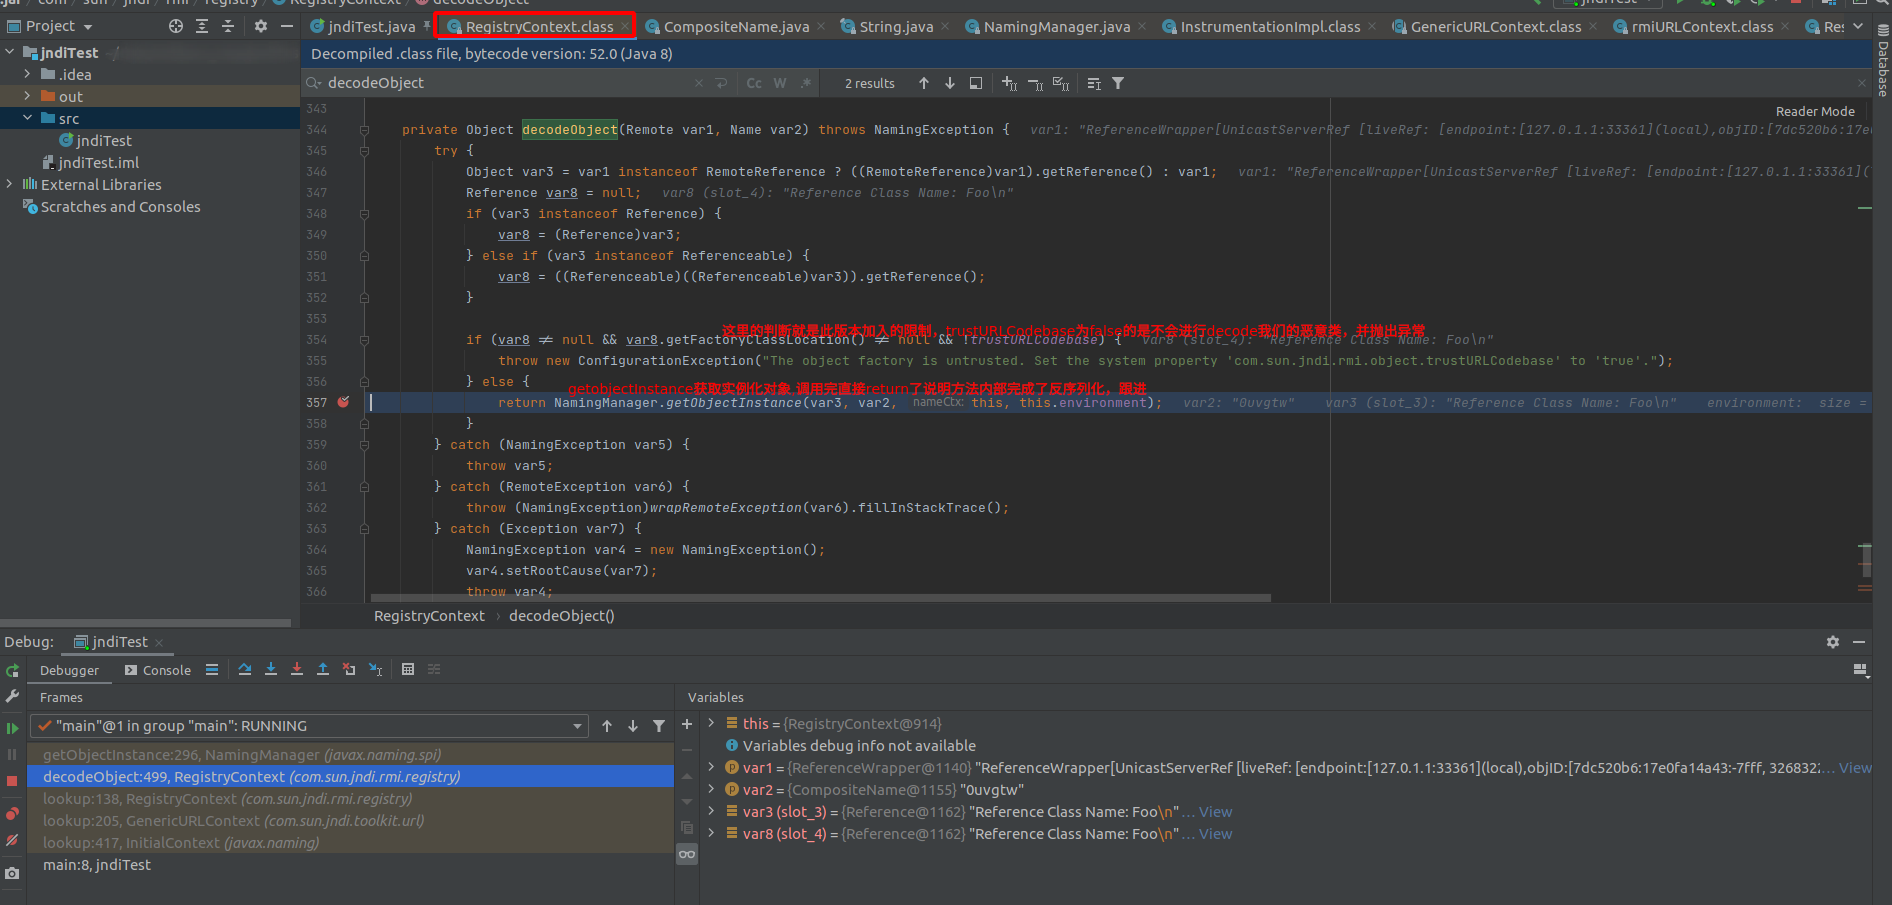 .jar / com / sun / jndi / rmi / registry / RegistryContext / decodeObject
jndiTest
Project
jndiTest.java
RegistryContext.class
CompositeName.java
String.java
NamingManager.java
InstrumentationImpl.class
GenericURLContext.class
rmiURLContext.class
Res
Database
jndiTest
.idea
out
src
jndiTest
jndiTest.iml
External Libraries
Scratches and Consoles
Decompiled .class file, bytecode version: 52.0 (Java 8)
decodeObject
Cc W .*
2 results
Reader Mode
343
344 private Object decodeObject(Remote var1, Name var2) throws NamingException { var1: "ReferenceWrapper[UnicastServerRef [liveRef: [endpoint:[127.0.1.1:33361](local),objID:[7dc520b6:17e
345 try {
346 Object var3 = var1 instanceof RemoteReference ? ((RemoteReference)var1).getReference() : var1; var1: "ReferenceWrapper[UnicastServerRef [liveRef: [endpoint:[127.0.1.1:33361](
347 Reference var8 = null; var8 (slot_4): "Reference Class Name: Foo\n"
348 if (var3 instanceof Reference) {
349 var8 = (Reference)var3;
350 } else if (var3 instanceof Referenceable) {
351 var8 = ((Referenceable)((Referenceable)var3)).getReference();
352 }
353
这里的判断就是此版本加入的限制，trustURLCodebase为false的是不会进行decode我们的恶意类，并抛出异常
354 if (var8 ≠ null && var8.getFactoryClassLocation() ≠ null && !trustURLCodebase) { var8 (slot_4): "Reference Class Name: Foo\n"
355 throw new ConfigurationException("The object factory is untrusted. Set the system property 'com.sun.jndi.rmi.object.trustURLCodebase' to 'true'.");
356 } else {
getobjectInstance获取实例化对象 调用完直接return了说明方法内部完成了反序列化，跟进
357 return NamingManager.getObjectInstance(var3, var2, nameCtx: this, this.environment); var2: "0uvgtw" var3 (slot_3): "Reference Class Name: Foo\n" environment: size =
358 }
359 } catch (NamingException var5) {
360 throw var5;
361 } catch (RemoteException var6) {
362 throw (NamingException)wrapRemoteException(var6).fillInStackTrace();
363 } catch (Exception var7) {
364 NamingException var4 = new NamingException();
365 var4.setRootCause(var7);
366 throw var4;
RegistryContext › decodeObject()
Debug: jndiTest
Debugger Console
Frames
"main"@1 in group "main": RUNNING
getObjectInstance:296, NamingManager (javax.naming.spi)
decodeObject:499, RegistryContext (com.sun.jndi.rmi.registry)
lookup:138, RegistryContext (com.sun.jndi.rmi.registry)
lookup:205, GenericURLContext (com.sun.jndi.toolkit.url)
lookup:417, InitialContext (javax.naming)
main:8, jndiTest
Variables
this = {RegistryContext@914}
Variables debug info not available
var1 = {ReferenceWrapper@1140} "ReferenceWrapper[UnicastServerRef [liveRef: [endpoint:[127.0.1.1:33361](local),objID:[7dc520b6:17e0fa14a43:-7fff, 326832... View
var2 = {CompositeName@1155} "0uvgtw"
var3 (slot_3) = {Reference@1162} "Reference Class Name: Foo\n" ... View
var8 (slot_4) = {Reference@1162} "Reference Class Name: Foo\n" ... View